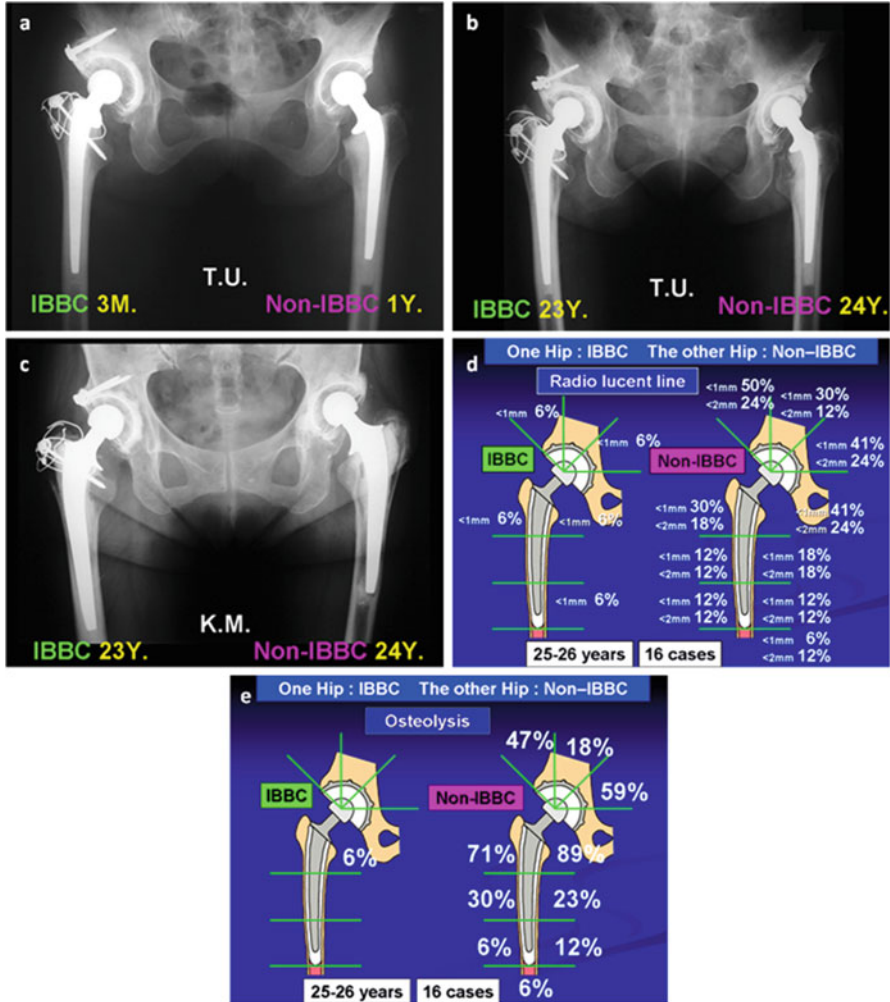 a
T.U.
IBBC 3M. Non-IBBC 1Y.
b
T.U.
IBBC 23Y. Non-IBBC 24Y.
c
K.M.
IBBC 23Y. Non-IBBC 24Y.
d
One Hip : IBBC The other Hip : Non–IBBC
Radio lucent line
<1mm 6%
<1mm 6%
IBBC
<1mm 6% <1mm 6%
<1mm 6%
<1mm 50%
<2mm 24%
<1mm 30%
<2mm 12%
<1mm 41%
<2mm 24%
Non-IBBC
<1mm 30%
<2mm 18%
<1mm 41%
<2mm 24%
<1mm 12%
<2mm 12%
<1mm 18%
<2mm 18%
<1mm 12%
<2mm 12%
<1mm 12%
<2mm 12%
<1mm 6%
<2mm 12%
25-26 years 16 cases
e
One Hip : IBBC The other Hip : Non–IBBC
Osteolysis
47% 18%
IBBC Non-IBBC 59%
6% 71% 89%
30% 23%
6% 12%
25-26 years 16 cases 6%